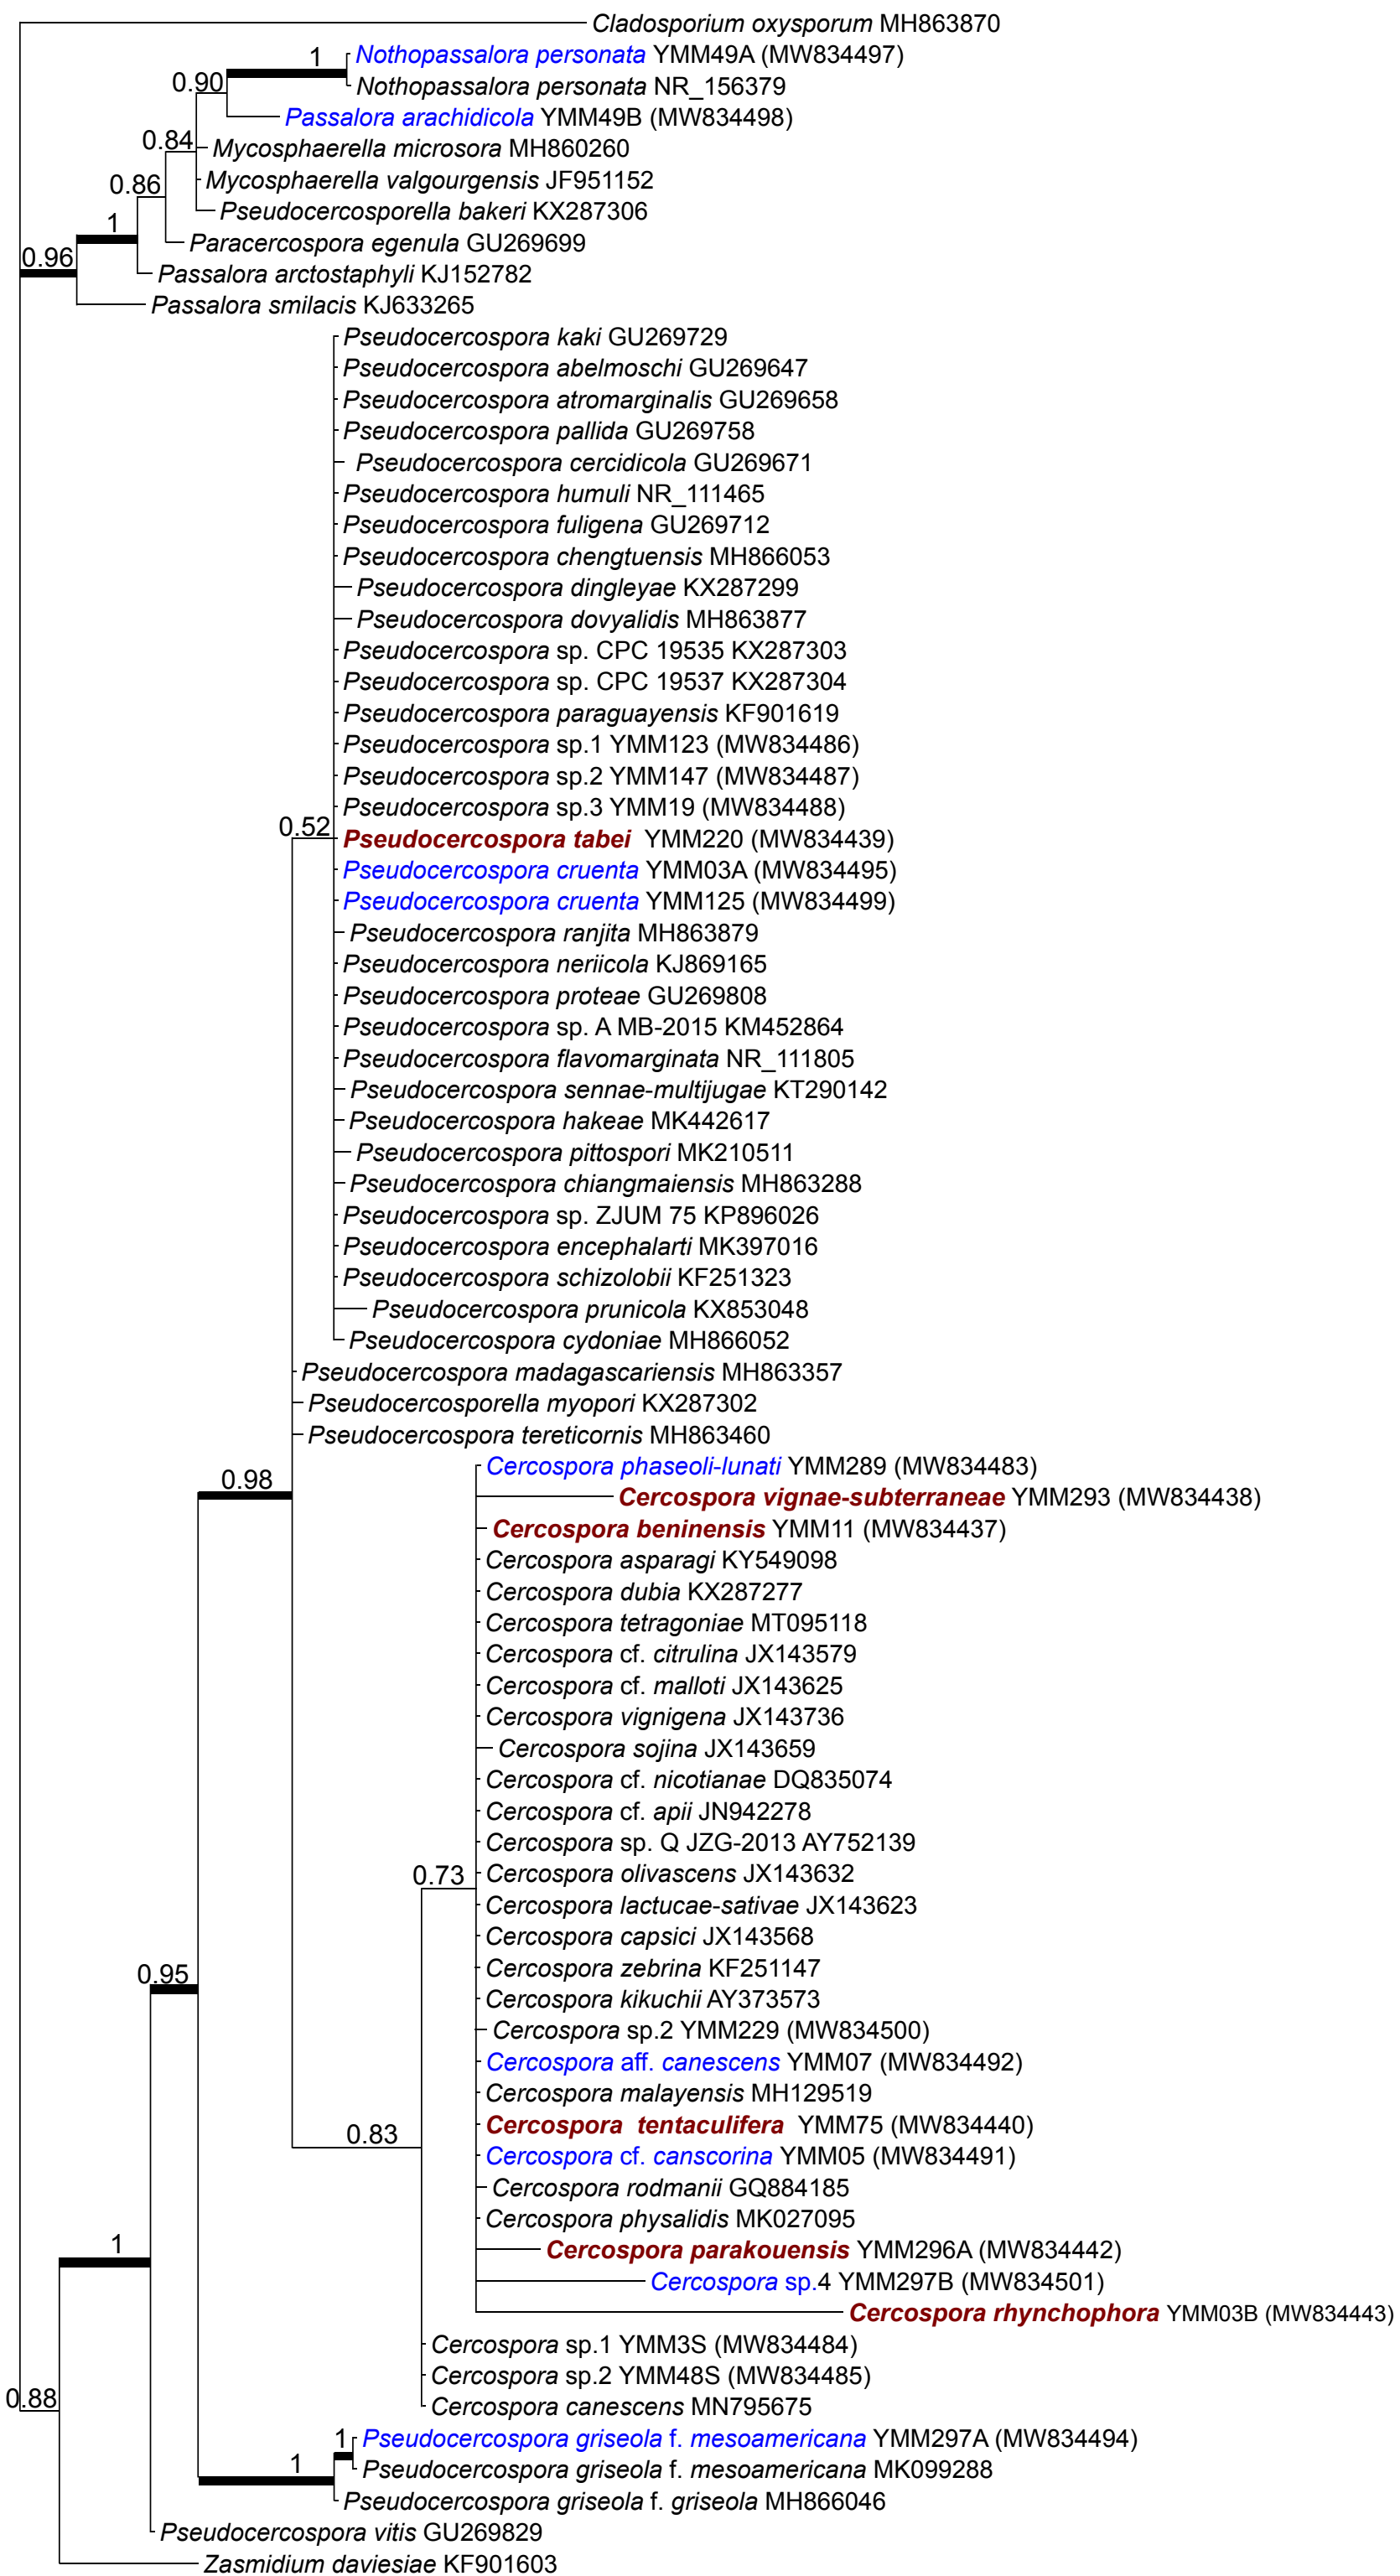 Cladosporium oxysporum MH863870
1 Nothopassalora personata YMM49A (MW834497)
0.90 Nothopassalora personata NR_156379
Passalora arachidicola YMM49B (MW834498)
0.84 Mycosphaerella microsora MH860260
0.86 Mycosphaerella valgourgensis JF951152
1 Pseudocercosporella bakeri KX287306
Paracercospora egenula GU269699
0.96 Passalora arctostaphyli KJ152782
Passalora smilacis KJ633265
Pseudocercospora kaki GU269729
Pseudocercospora abelmoschi GU269647
Pseudocercospora atromarginalis GU269658
Pseudocercospora pallida GU269758
Pseudocercospora cercidicola GU269671
Pseudocercospora humuli NR_111465
Pseudocercospora fuligena GU269712
Pseudocercospora chengtuensis MH866053
Pseudocercospora dingleyae KX287299
Pseudocercospora dovyalidis MH863877
Pseudocercospora sp. CPC 19535 KX287303
Pseudocercospora sp. CPC 19537 KX287304
Pseudocercospora paraguayensis KF901619
Pseudocercospora sp.1 YMM123 (MW834486)
Pseudocercospora sp.2 YMM147 (MW834487)
Pseudocercospora sp.3 YMM19 (MW834488)
0.52 Pseudocercospora tabei YMM220 (MW834439)
Pseudocercospora cruenta YMM03A (MW834495)
Pseudocercospora cruenta YMM125 (MW834499)
Pseudocercospora ranjita MH863879
Pseudocercospora neriicola KJ869165
Pseudocercospora proteae GU269808
Pseudocercospora sp. A MB-2015 KM452864
Pseudocercospora flavomarginata NR_111805
Pseudocercospora sennae-multijugae KT290142
Pseudocercospora hakeae MK442617
Pseudocercospora pittospori MK210511
Pseudocercospora chiangmaiensis MH863288
Pseudocercospora sp. ZJUM 75 KP896026
Pseudocercospora encephalarti MK397016
Pseudocercospora schizolobii KF251323
Pseudocercospora prunicola KX853048
Pseudocercospora cydoniae MH866052
Pseudocercospora madagascariensis MH863357
Pseudocercosporella myopori KX287302
Pseudocercospora tereticornis MH863460
Cercospora phaseoli-lunati YMM289 (MW834483)
0.98 Cercospora vignae-subterraneae YMM293 (MW834438)
Cercospora beninensis YMM11 (MW834437)
Cercospora asparagi KY549098
Cercospora dubia KX287277
Cercospora tetragoniae MT095118
Cercospora cf. citrulina JX143579
Cercospora cf. malloti JX143625
Cercospora vignigena JX143736
Cercospora sojina JX143659
Cercospora cf. nicotianae DQ835074
Cercospora cf. apii JN942278
Cercospora sp. Q JZG-2013 AY752139
0.73 Cercospora olivascens JX143632
Cercospora lactucae-sativae JX143623
Cercospora capsici JX143568
0.95 Cercospora zebrina KF251147
Cercospora kikuchii AY373573
Cercospora sp.2 YMM229 (MW834500)
Cercospora aff. canescens YMM07 (MW834492)
Cercospora malayensis MH129519
0.83 Cercospora tentaculifera YMM75 (MW834440)
Cercospora cf. canscorina YMM05 (MW834491)
Cercospora rodmanii GQ884185
Cercospora physalidis MK027095
1 Cercospora parakouensis YMM296A (MW834442)
Cercospora sp.4 YMM297B (MW834501)
Cercospora rhynchophora YMM03B (MW834443)
Cercospora sp.1 YMM3S (MW834484)
Cercospora sp.2 YMM48S (MW834485)
0.88 Cercospora canescens MN795675
1 Pseudocercospora griseola f. mesoamericana YMM297A (MW834494)
1 Pseudocercospora griseola f. mesoamericana MK099288
Pseudocercospora griseola f. griseola MH866046
Pseudocercospora vitis GU269829
Zasmidium daviesiae KF901603